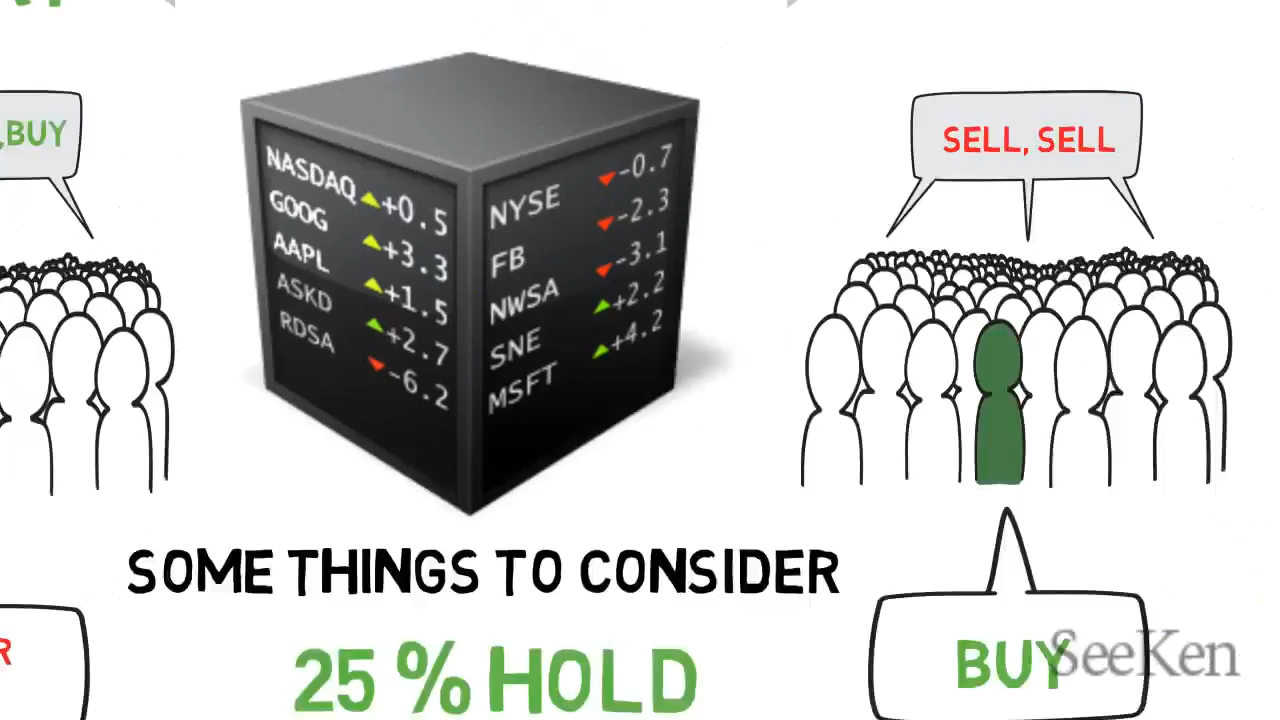 ,BUY
SELL, SELL
NASDAQ +0.5
GOOG +3.3
AAPL +1.5
ASKD +2.7
RDSA -6.2
NYSE -0.7
FB -2.3
NWSA -3.1
SNE +2.2
MSFT +4.2
SOME THINGS TO CONSIDER
25 % HOLD
R
BUY
SeeKen